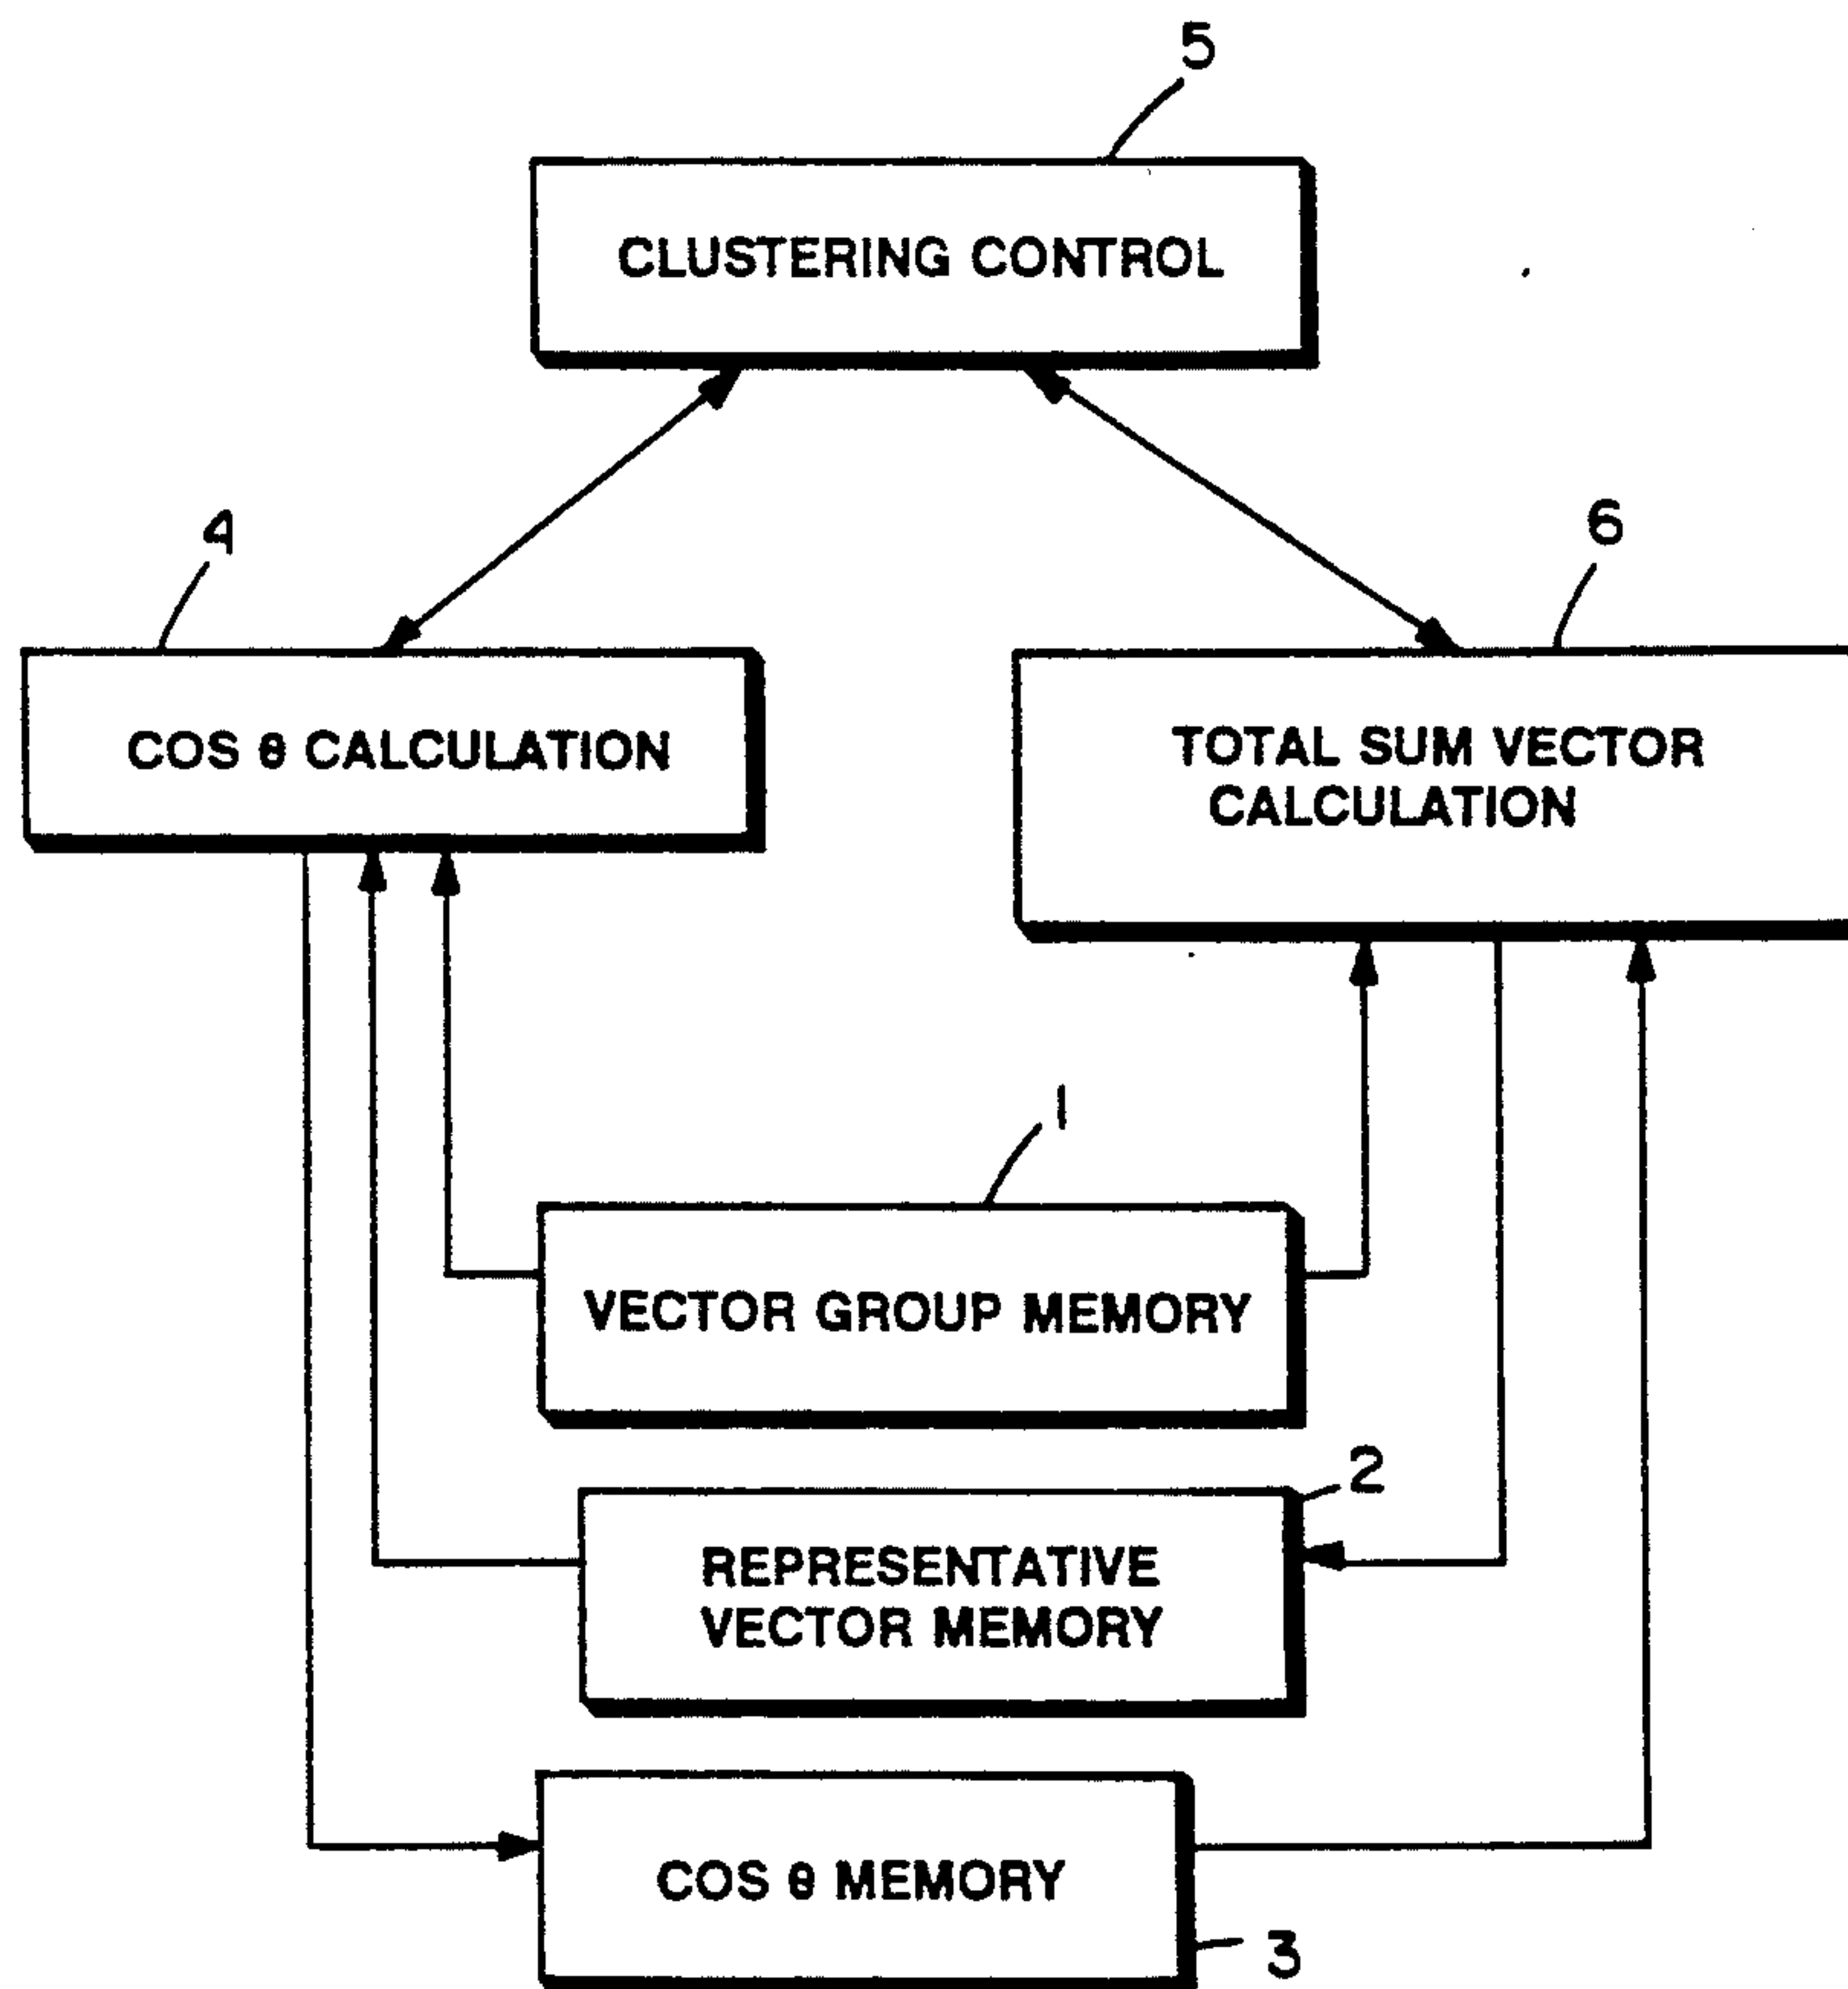 5
CLUSTERING CONTROL
4
6
COS θ CALCULATION
TOTAL SUM VECTOR
CALCULATION
1
VECTOR GROUP MEMORY
2
REPRESENTATIVE
VECTOR MEMORY
COS θ MEMORY
3